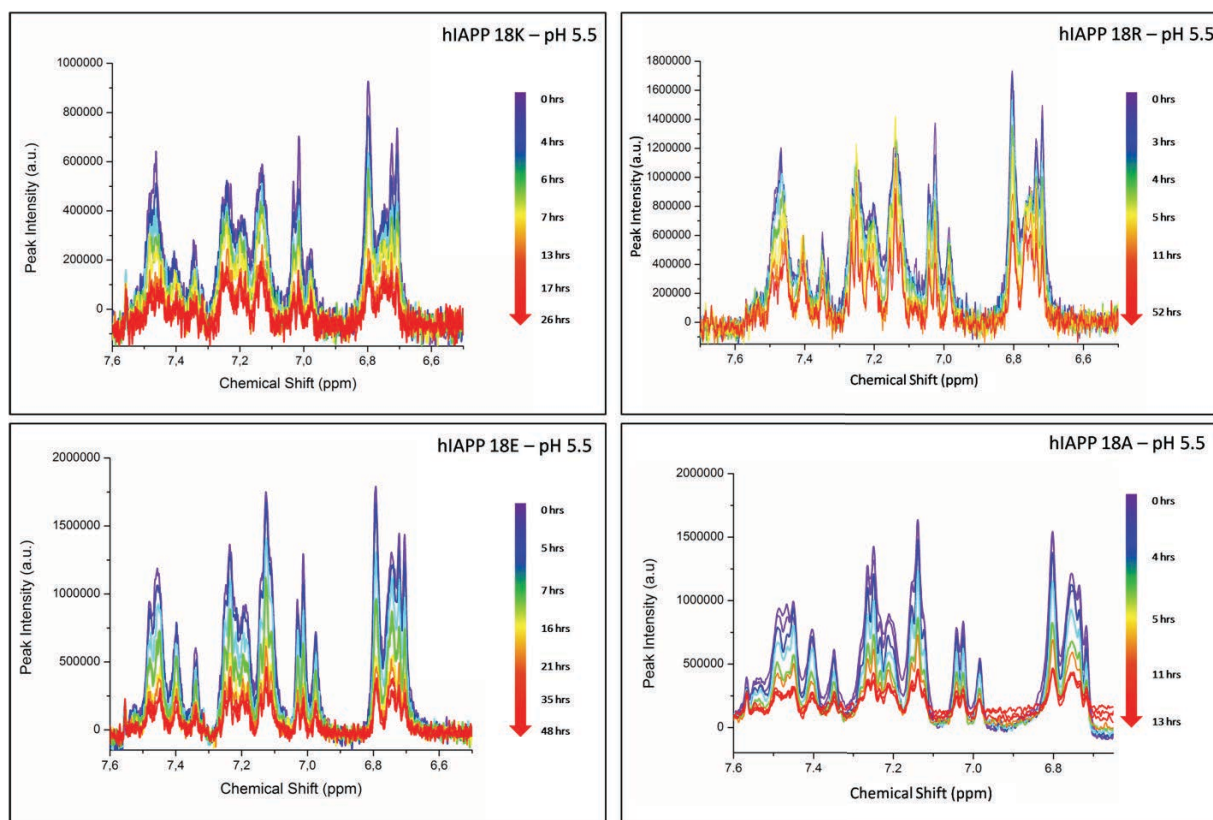 hIAPP 18K – pH 5.5
Peak Intensity (a.u.)
1000000
800000
600000
400000
200000
0
7,6 7,4 7,2 7,0 6,8 6,6
Chemical Shift (ppm)
0 hrs
4 hrs
6 hrs
7 hrs
13 hrs
17 hrs
26 hrs
hIAPP 18R – pH 5.5
Peak Intensity (a.u.)
1800000
1600000
1400000
1200000
1000000
800000
600000
400000
200000
0
7,6 7,4 7,2 7,0 6,8 6,6
Chemical Shift (ppm)
0 hrs
3 hrs
4 hrs
5 hrs
11 hrs
52 hrs
hIAPP 18E – pH 5.5
Peak Intensity (a.u.)
2000000
1500000
1000000
500000
0
7,6 7,4 7,2 7,0 6,8 6,6
Chemical Shift (ppm)
0 hrs
5 hrs
7 hrs
16 hrs
21 hrs
35 hrs
48 hrs
hIAPP 18A – pH 5.5
Peak Intensity (a.u)
2000000
1500000
1000000
500000
0
7.6 7.4 7.2 7.0 6.8
Chemical Shift (ppm)
0 hrs
4 hrs
5 hrs
11 hrs
13 hrs